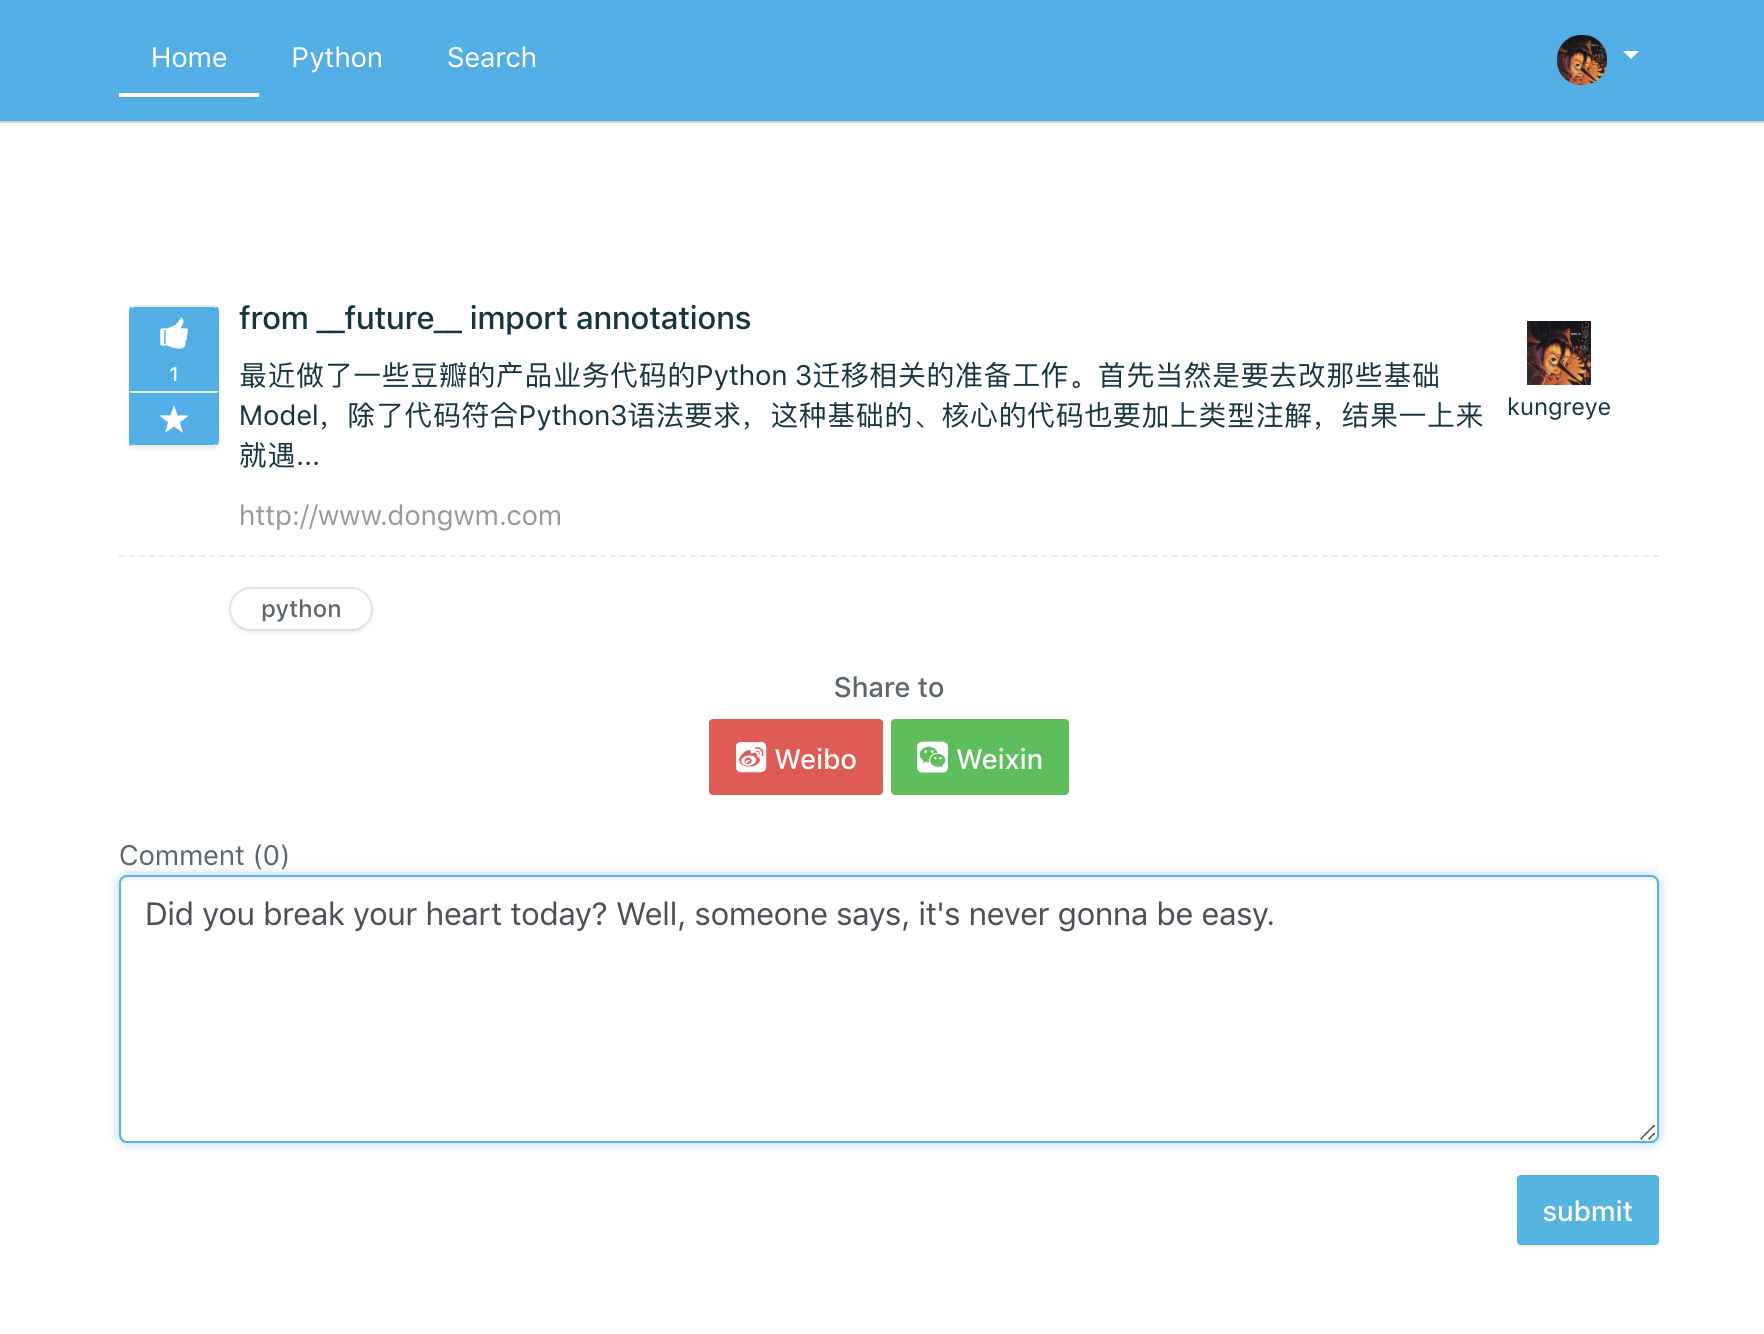 Home Python Search
from __future__ import annotations
1
最近做了一些豆瓣的产品业务代码的Python 3迁移相关的准备工作。首先当然是要去改那些基础
Model，除了代码符合Python3语法要求，这种基础的、核心的代码也要加上类型注解，结果一上来
就遇...
kungreye
http://www.dongwm.com
python
Share to
Weibo Weixin
Comment (0)
Did you break your heart today? Well, someone says, it's never gonna be easy.
submit